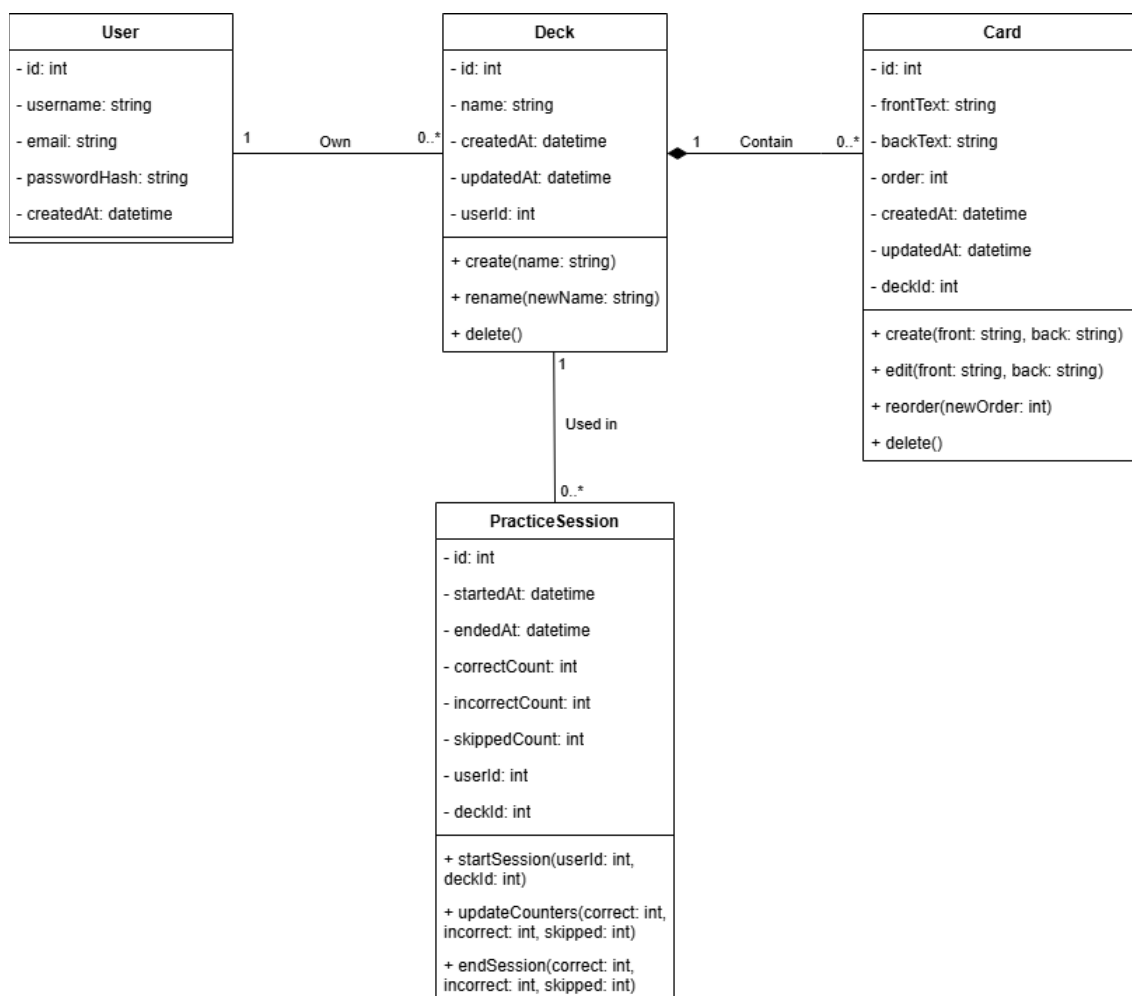 User
- id: int
- username: string
- email: string
- passwordHash: string
- createdAt: datetime
1
Own
0..*
Deck
- id: int
- name: string
- createdAt: datetime
- updatedAt: datetime
- userId: int
+ create(name: string)
+ rename(newName: string)
+ delete()
1
Contain
0..*
Card
- id: int
- frontText: string
- backText: string
- order: int
- createdAt: datetime
- updatedAt: datetime
- deckId: int
+ create(front: string, back: string)
+ edit(front: string, back: string)
+ reorder(newOrder: int)
+ delete()
1
Used in
0..*
PracticeSession
- id: int
- startedAt: datetime
- endedAt: datetime
- correctCount: int
- incorrectCount: int
- skippedCount: int
- userId: int
- deckId: int
+ startSession(userId: int,
deckId: int)
+ updateCounters(correct: int,
incorrect: int, skipped: int)
+ endSession(correct: int,
incorrect: int, skipped: int)